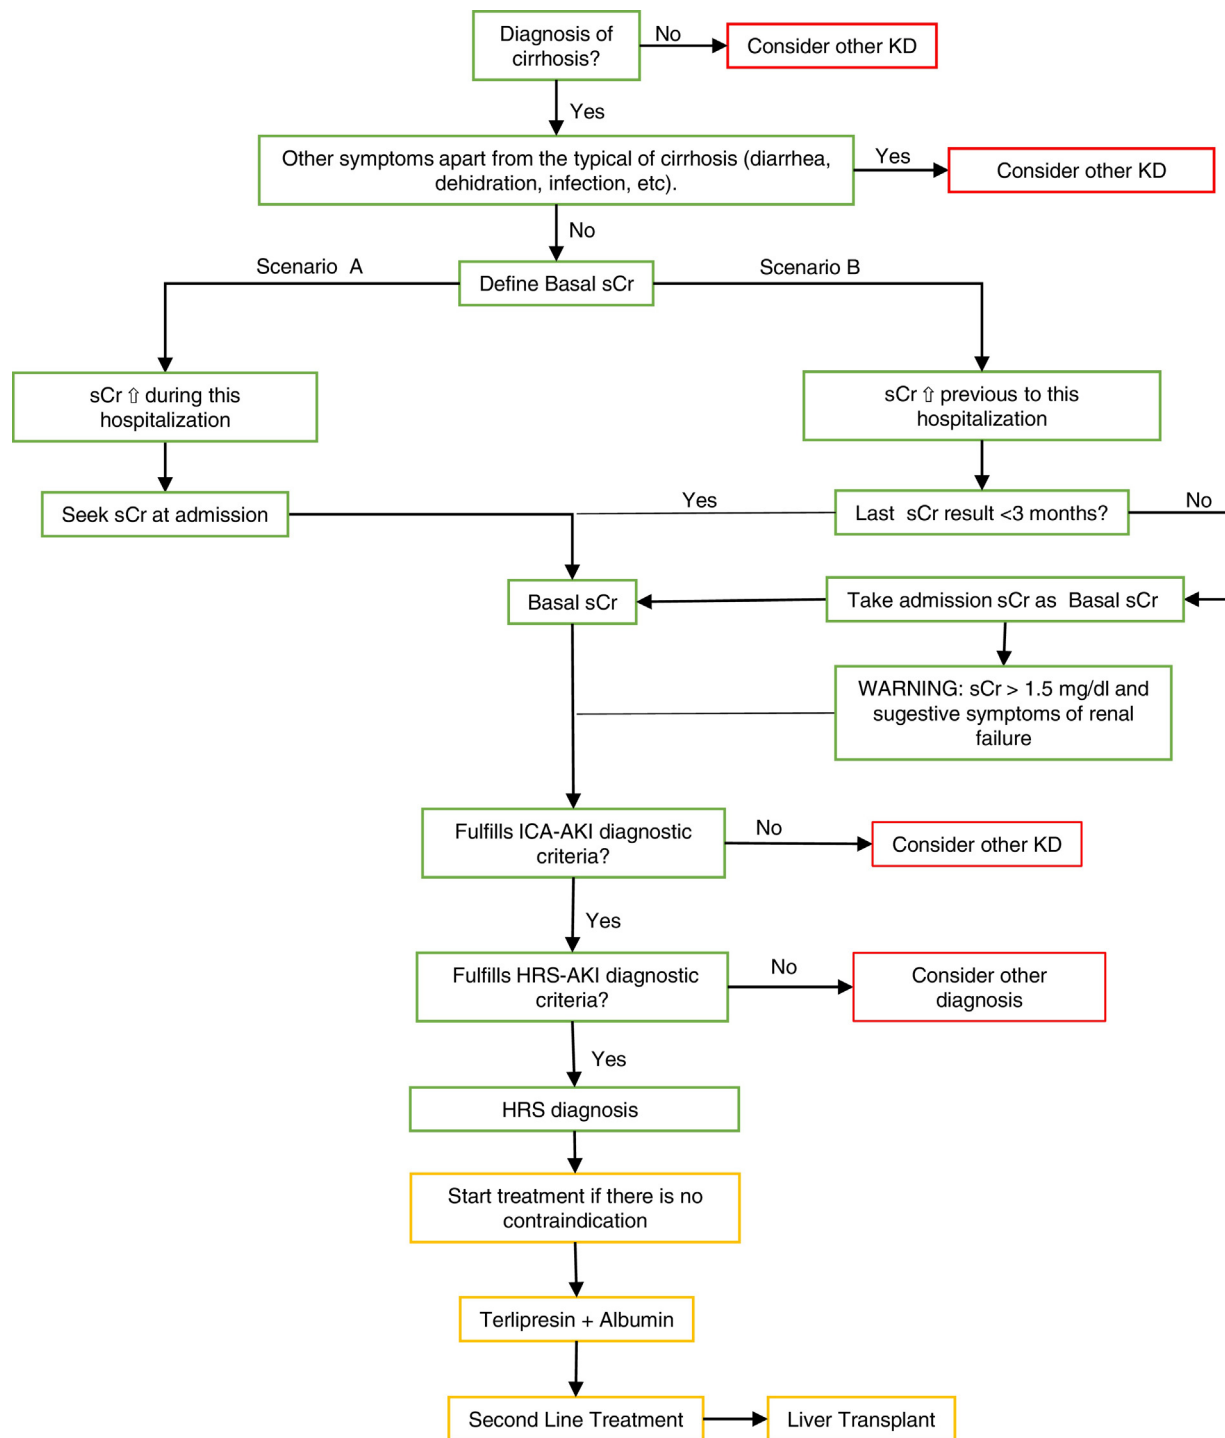 Diagnosis of
cirrhosis?
No
Consider other KD
Yes
Other symptoms apart from the typical of cirrhosis (diarrhea,
dehidration, infection, etc).
Yes
Consider other KD
No
Scenario A
Define Basal sCr
Scenario B
sCr ⇧ during this
hospitalization
sCr ⇧ previous to this
hospitalization
Seek sCr at admission
Yes
Last sCr result <3 months?
No
Basal sCr
Take admission sCr as Basal sCr
WARNING: sCr > 1.5 mg/dl and
sugestive symptoms of renal
failure
Fulfills ICA-AKI diagnostic
criteria?
No
Consider other KD
Yes
Fulfills HRS-AKI diagnostic
criteria?
No
Consider other
diagnosis
Yes
HRS diagnosis
Start treatment if there is no
contraindication
Terlipresin + Albumin
Second Line Treatment
Liver Transplant